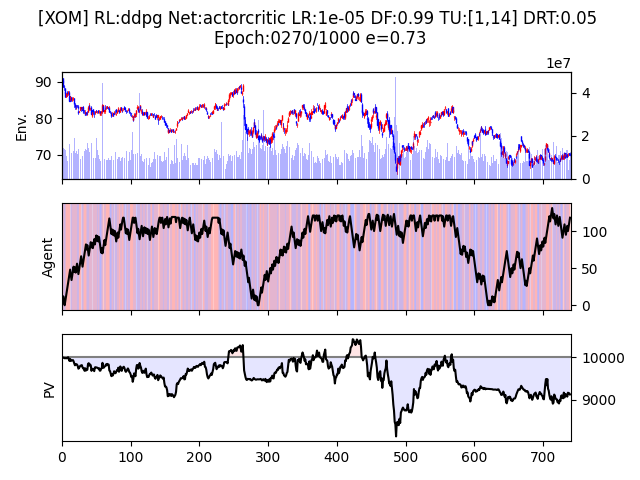 [XOM] RL:ddpg Net:actorcritic LR:1e-05 DF:0.99 TU:[1,14] DRT:0.05
Epoch:0270/1000 e=0.73
1e7
90
80
70
Env.
4
2
0
Agent
100
50
0
PV
10000
9000
0 100 200 300 400 500 600 700